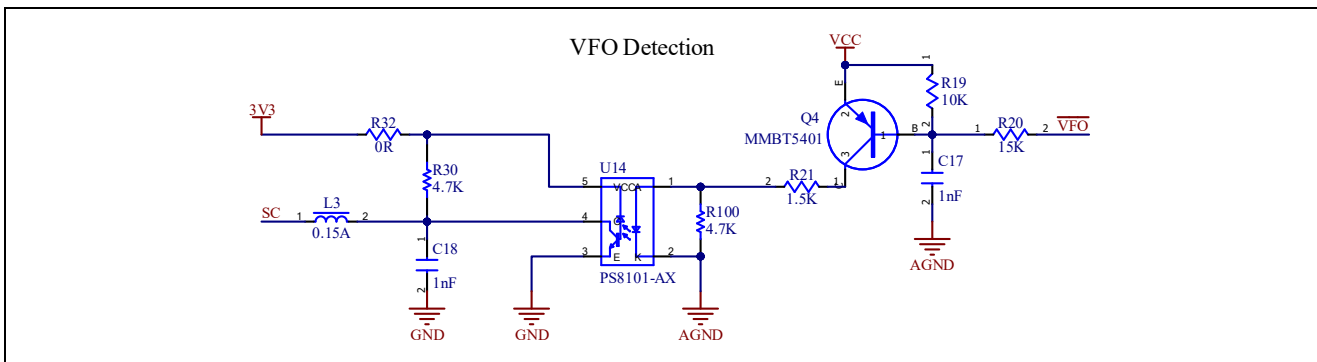 VFO Detection
VCC
E
1
R19
10K
2
3V3
R32
0R
Q4
MMBT5401
2
3
1
B
1
R20
15K
2
VFO
R30
4.7K
U14
5
VCC
A
1
2
R21
1.5K
1
C
1
C17
1nF
2
AGND
SC
1
L3
0.15A
2
4
C
R100
4.7K
1
C18
1nF
2
3
E
K
2
PS8101-AX
GND
GND
AGND